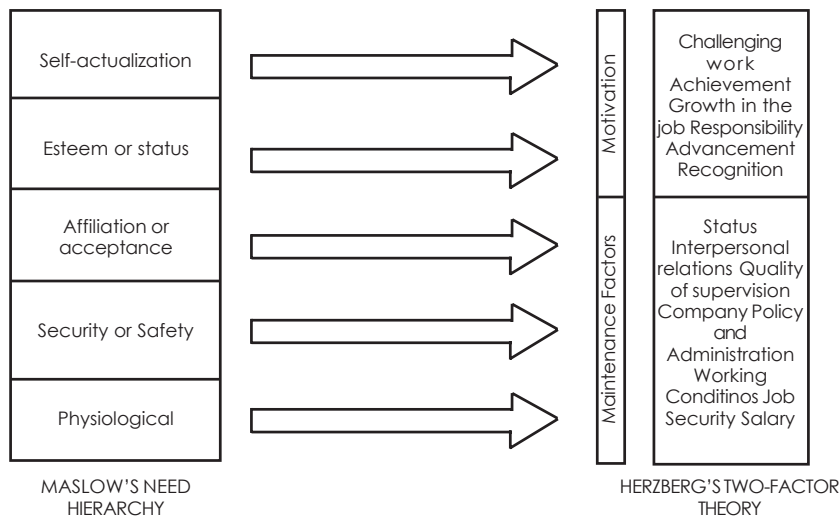 Self-actualization
Esteem or status
Affiliation or
acceptance
Security or Safety
Physiological
MASLOW'S NEED
HIERARCHY
Motivation
Maintenance Factors
Challenging
work
Achievement
Growth in the
job Responsibility
Advancement
Recognition
Status
Interpersonal
relations Quality
of supervision
Company Policy
and
Administration
Working
Conditinos Job
Security Salary
HERZBERG'S TWO-FACTOR
THEORY